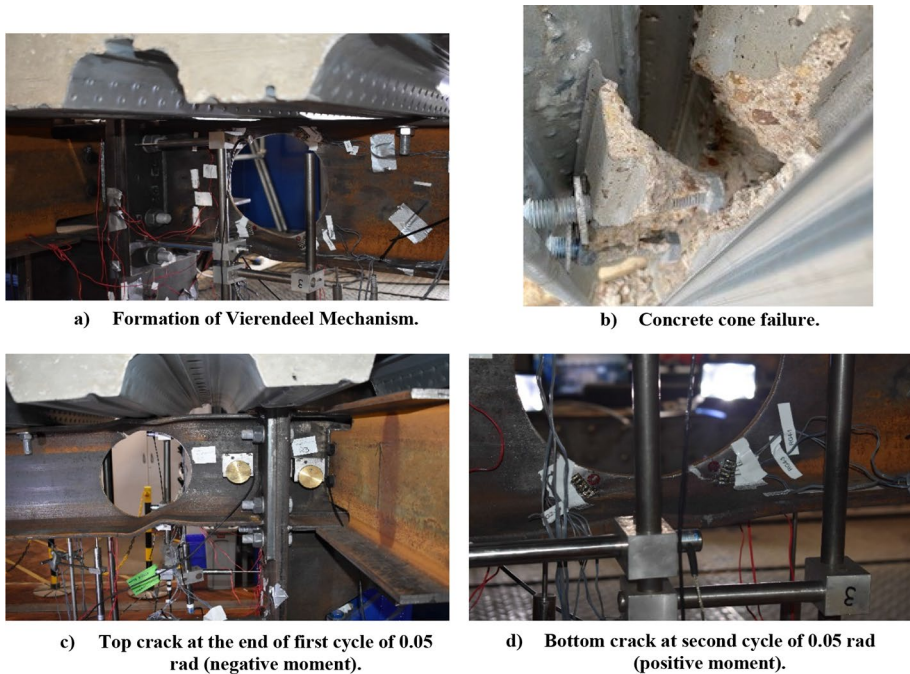 a) Formation of Vierendeel Mechanism.
b) Concrete cone failure.
3
c) Top crack at the end of first cycle of 0.05
rad (negative moment).
d) Bottom crack at second cycle of 0.05 rad
(positive moment).